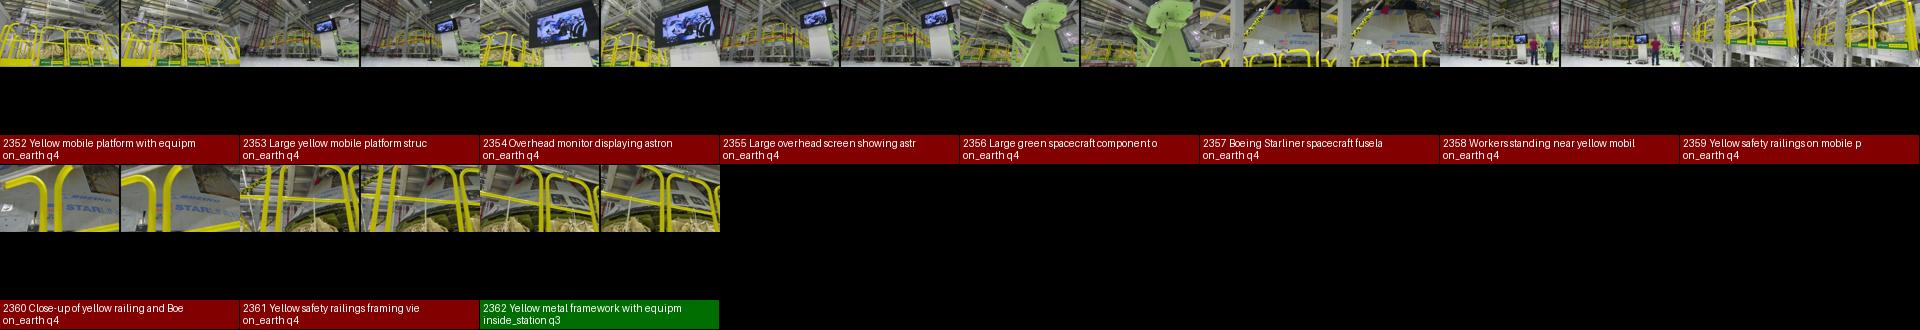 2352 Yellow mobile platform with equipm
on_earth q4
2353 Large yellow mobile platform struc
on_earth q4
2354 Overhead monitor displaying astron
on_earth q4
2355 Large overhead screen showing astr
on_earth q4
2356 Large green spacecraft component o
on_earth q4
2357 Boeing Starliner spacecraft fusela
on_earth q4
2358 Workers standing near yellow mobil
on_earth q4
2359 Yellow safety railings on mobile p
on_earth q4
BOEING
STARL
BOEING
STARL
2360 Close-up of yellow railing and Boe
on_earth q4
2361 Yellow safety railings framing vie
on_earth q4
2362 Yellow metal framework with equipm
inside_station q3